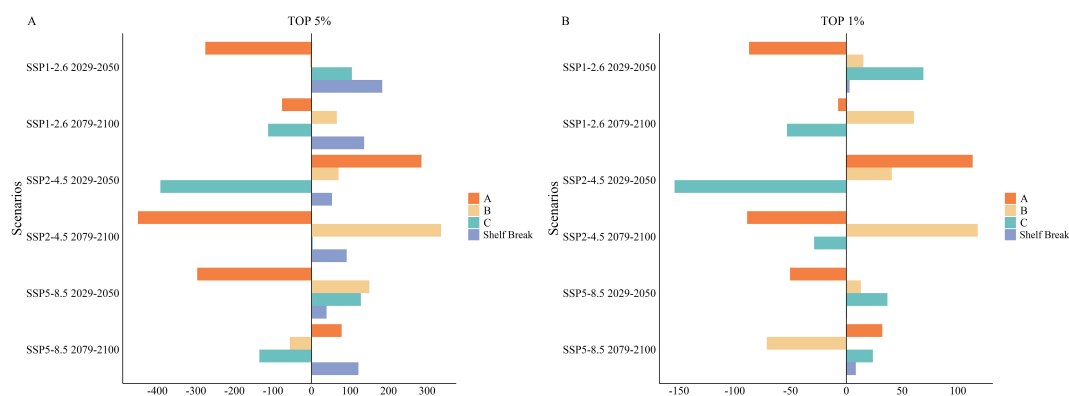 A
TOP 5%
Scenarios
SSP1-2.6 2029-2050
SSP1-2.6 2079-2100
SSP2-4.5 2029-2050
SSP2-4.5 2079-2100
SSP5-8.5 2029-2050
SSP5-8.5 2079-2100
-400 -300 -200 -100 0 100 200 300
A
B
C
Shelf Break
B
TOP 1%
Scenarios
SSP1-2.6 2029-2050
SSP1-2.6 2079-2100
SSP2-4.5 2029-2050
SSP2-4.5 2079-2100
SSP5-8.5 2029-2050
SSP5-8.5 2079-2100
-150 -100 -50 0 50 100
A
B
C
Shelf Break